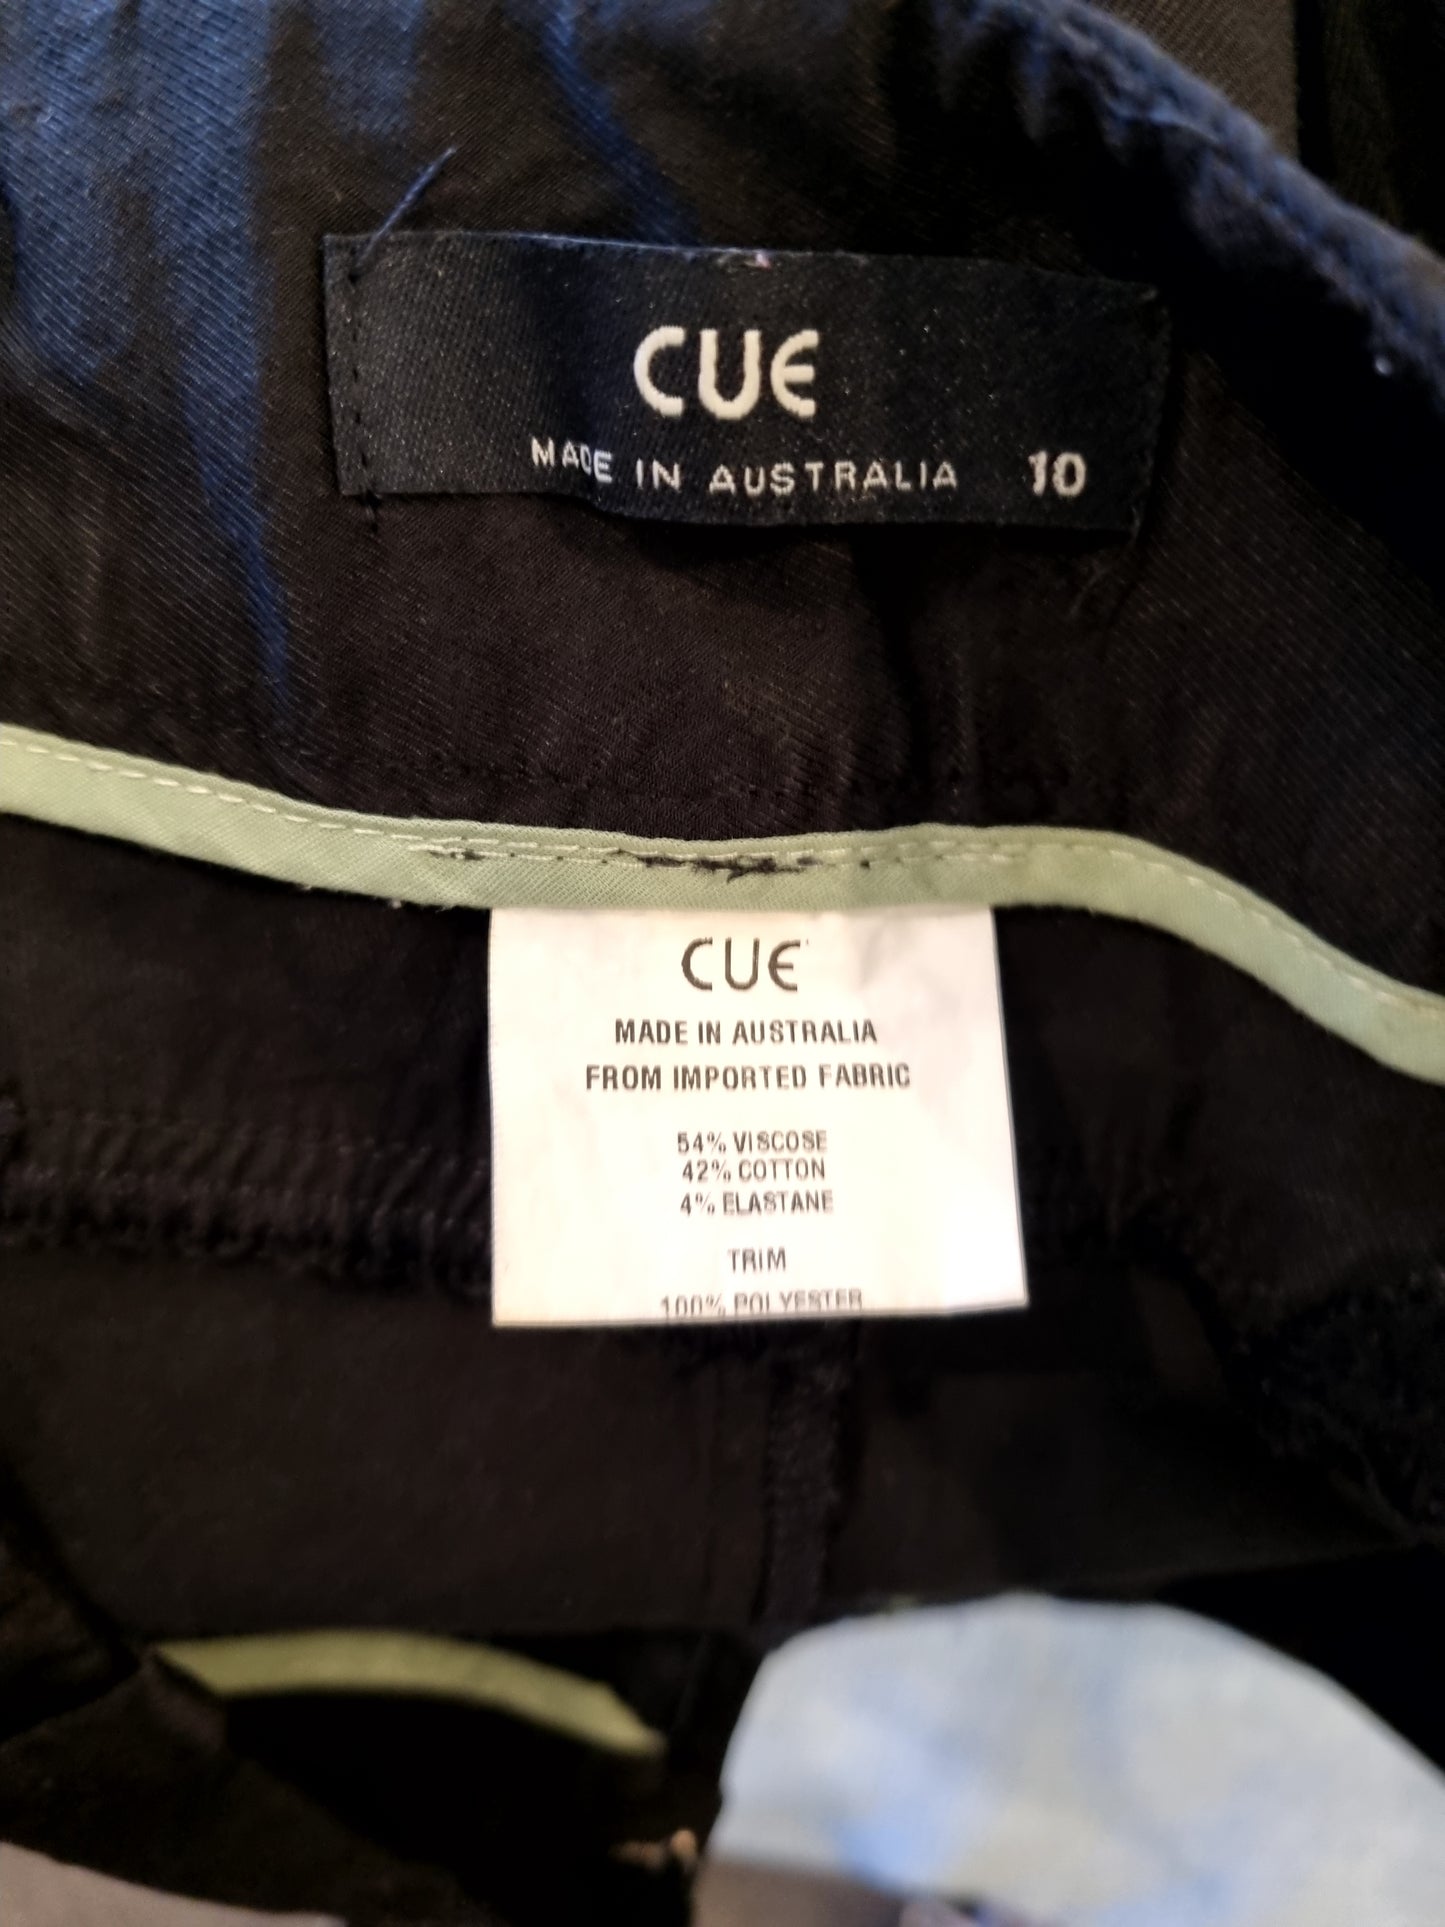 CUE
MADE IN AUSTRALIA 10
CUE
MADE IN AUSTRALIA
FROM IMPORTED FABRIC
54% VISCOSE
42% COTTON
4% ELASTANE
TRIM
100% POLYESTER